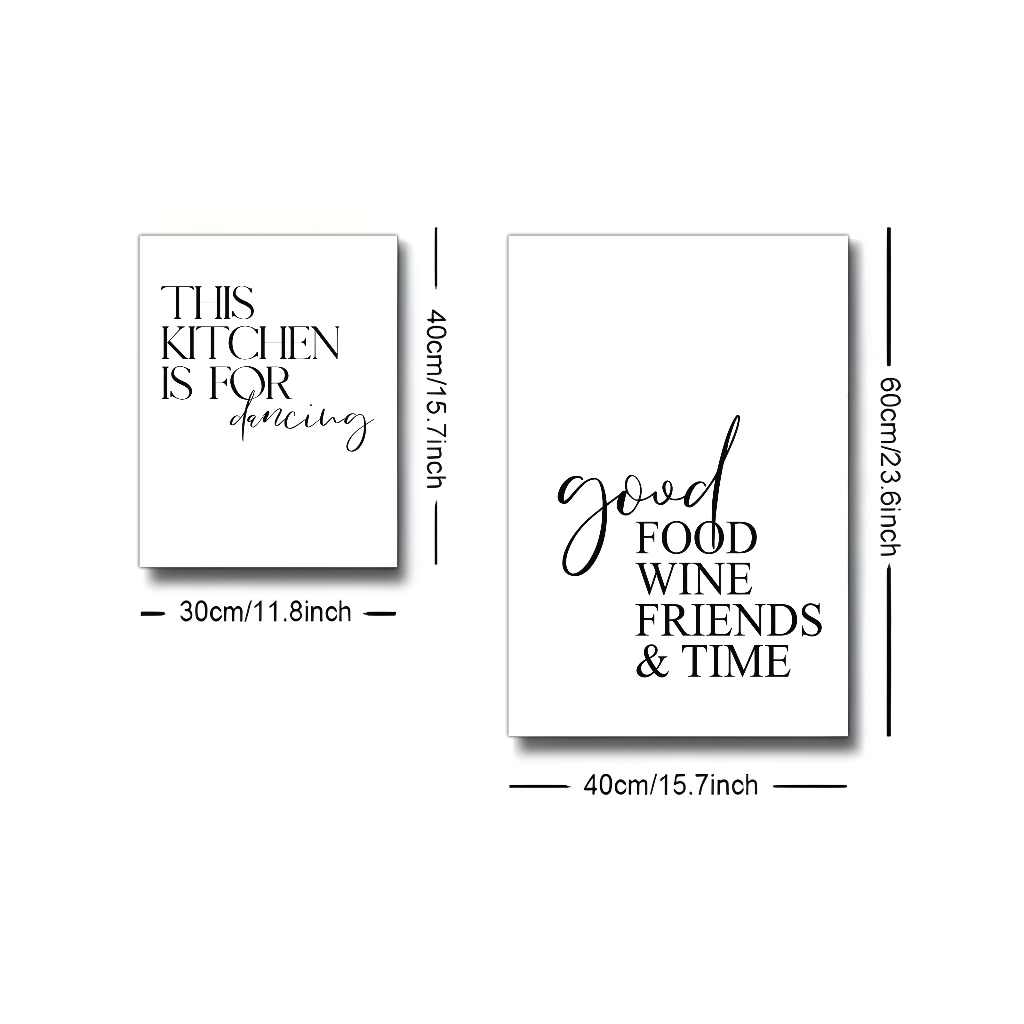 THIS
KITCHEN
IS FOR
dancing
40cm/15.7inch
30cm/11.8inch
good
FOOD
WINE
FRIENDS
& TIME
60cm/23.6inch
40cm/15.7inch